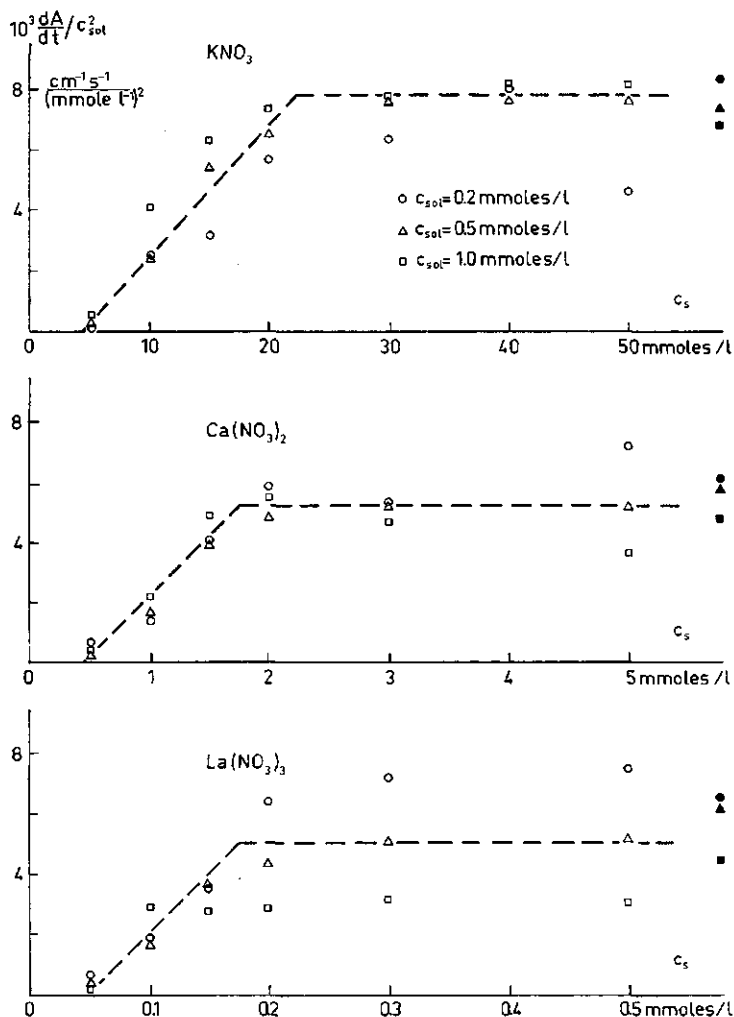 10³ dA/dt / c²sol
KNO₃
8
cm⁻¹s⁻¹
(mmole l⁻¹)²
4
○ csol = 0.2 mmoles/l
△ csol = 0.5 mmoles/l
□ csol = 1.0 mmoles/l
cs
0 10 20 30 40 50 mmoles/l
8
Ca(NO₃)₂
4
cs
0 1 2 3 4 5 mmoles/l
8
La(NO₃)₃
4
cs
0 0.1 0.2 0.3 0.4 0.5 mmoles/l